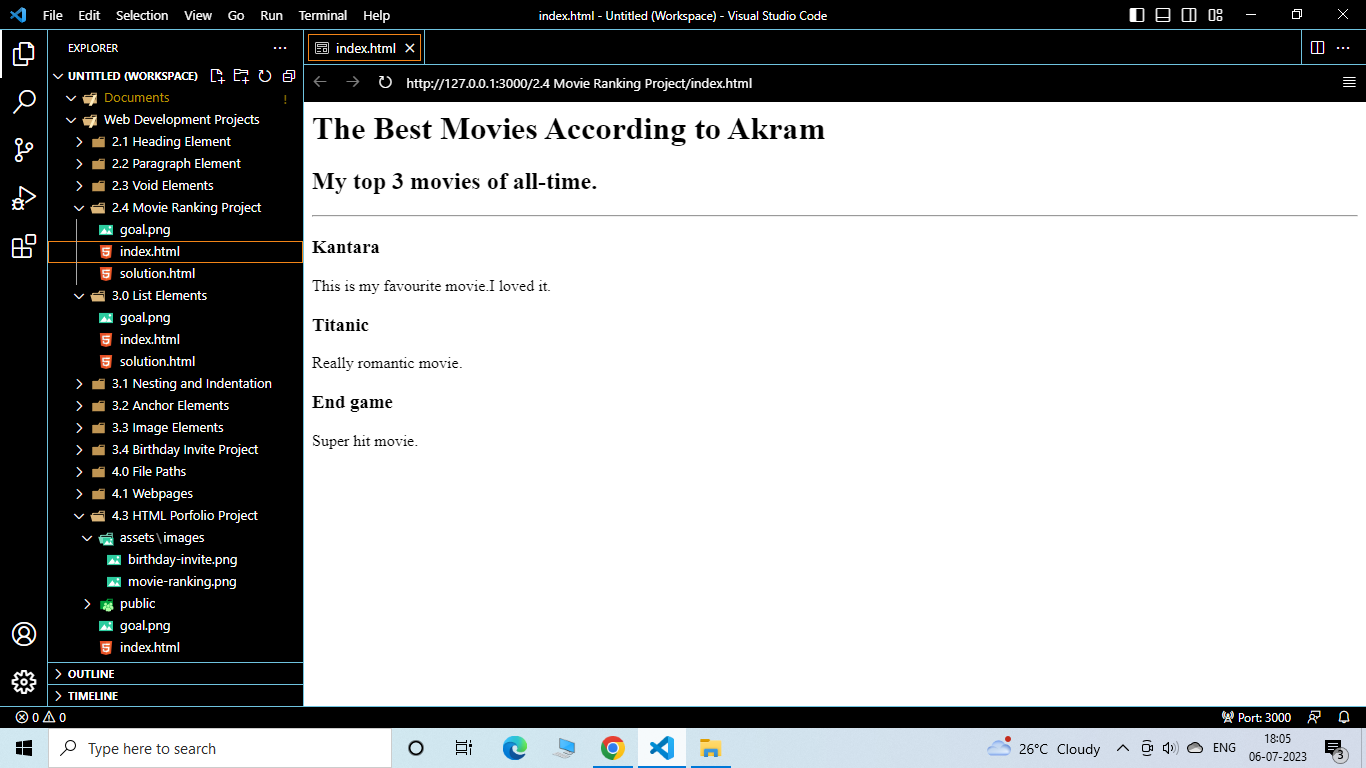 File Edit Selection View Go Run Terminal Help
index.html - Untitled (Workspace) - Visual Studio Code
EXPLORER
UNTITLED (WORKSPACE)
Documents !
Web Development Projects
2.1 Heading Element
2.2 Paragraph Element
2.3 Void Elements
2.4 Movie Ranking Project
goal.png
index.html
solution.html
3.0 List Elements
goal.png
index.html
solution.html
3.1 Nesting and Indentation
3.2 Anchor Elements
3.3 Image Elements
3.4 Birthday Invite Project
4.0 File Paths
4.1 Webpages
4.3 HTML Porfolio Project
assets\images
birthday-invite.png
movie-ranking.png
public
goal.png
index.html
OUTLINE
TIMELINE
index.html
http://127.0.0.1:3000/2.4 Movie Ranking Project/index.html
The Best Movies According to Akram
My top 3 movies of all-time.
Kantara
This is my favourite movie.I loved it.
Titanic
Really romantic movie.
End game
Super hit movie.
0 0
Port: 3000
Type here to search
26°C Cloudy
ENG
18:05
06-07-2023
3